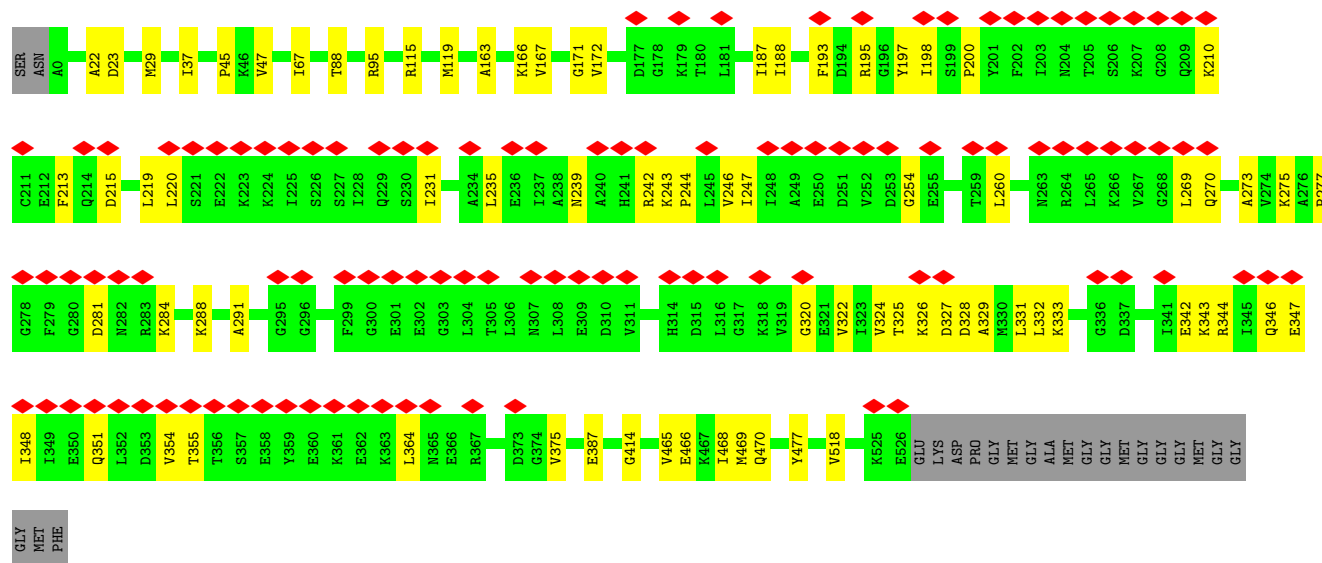 SER ASN A0 A22 D23 M29 I37 P45 K46 V47 I67 T88 R95 R115 M119 A163 K166 V167 G171 V172 D177 G178 K179 T180 L181 I187 I188 F193 D194 R195 G196 Y197 I198 S199 P200 Y201 F202 I203 N204 T205 S206 K207 G208 Q209 K210
C211 E212 F213 Q214 D215 L219 L220 S221 E222 K223 K224 I225 S226 S227 I228 Q229 S230 I231 A234 L235 E236 I237 A238 N239 A240 H241 R242 K243 P244 L245 V246 I247 I248 A249 E250 D251 V252 D253 G254 E255 T259 L260 N263 R264 L265 K266 V267 G268 L269 Q270 A273 V274 K275 A276
G278 F279 G280 D281 N282 R283 K284 K288 A291 G295 G296 F299 G300 E301 E302 G303 L304 T305 L306 N307 L308 E309 D310 V311 H314 D315 L316 G317 K318 V319 G320 E321 V322 I323 V324 T325 K326 D327 D328 A329 M330 L331 L332 K333 G336 D337 I341 E342 K343 R344 I345 Q346 E347
I348 I349 E350 Q351 L352 D353 V354 T355 T356 S357 E358 Y359 E360 K361 E362 K363 L364 N365 E366 R367 D373 G374 V375 E387 G414 V465 E466 K467 I468 M469 Q470 Y477 V518 K525 E526 GLU LYS ASP PRO GLY MET GLY ALA MET GLY GLY MET GLY GLY GLY GLY MET GLY GLY
GLY MET PHE